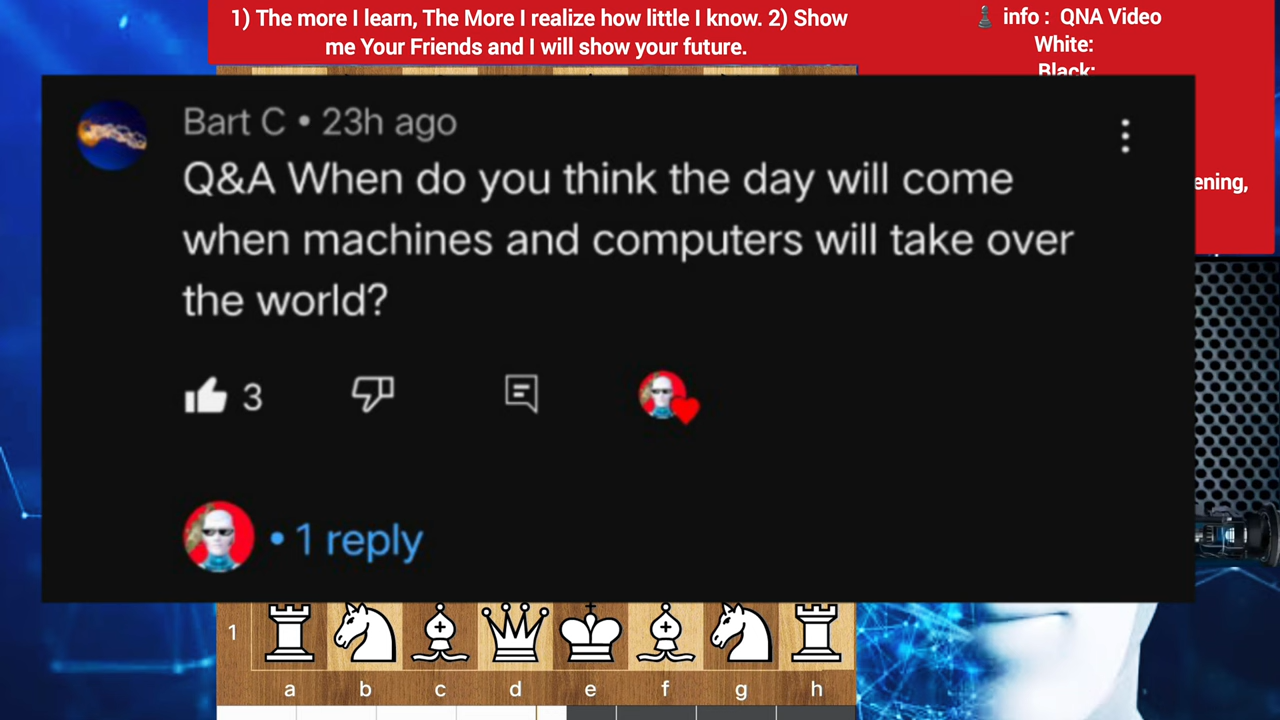 1) The more I learn, The More I realize how little I know. 2) Show
me Your Friends and I will show your future.
info : QNA Video
White:
Black:
ening,
Bart C • 23h ago
Q&A When do you think the day will come
when machines and computers will take over
the world?
3
• 1 reply
1
a b c d e f g h